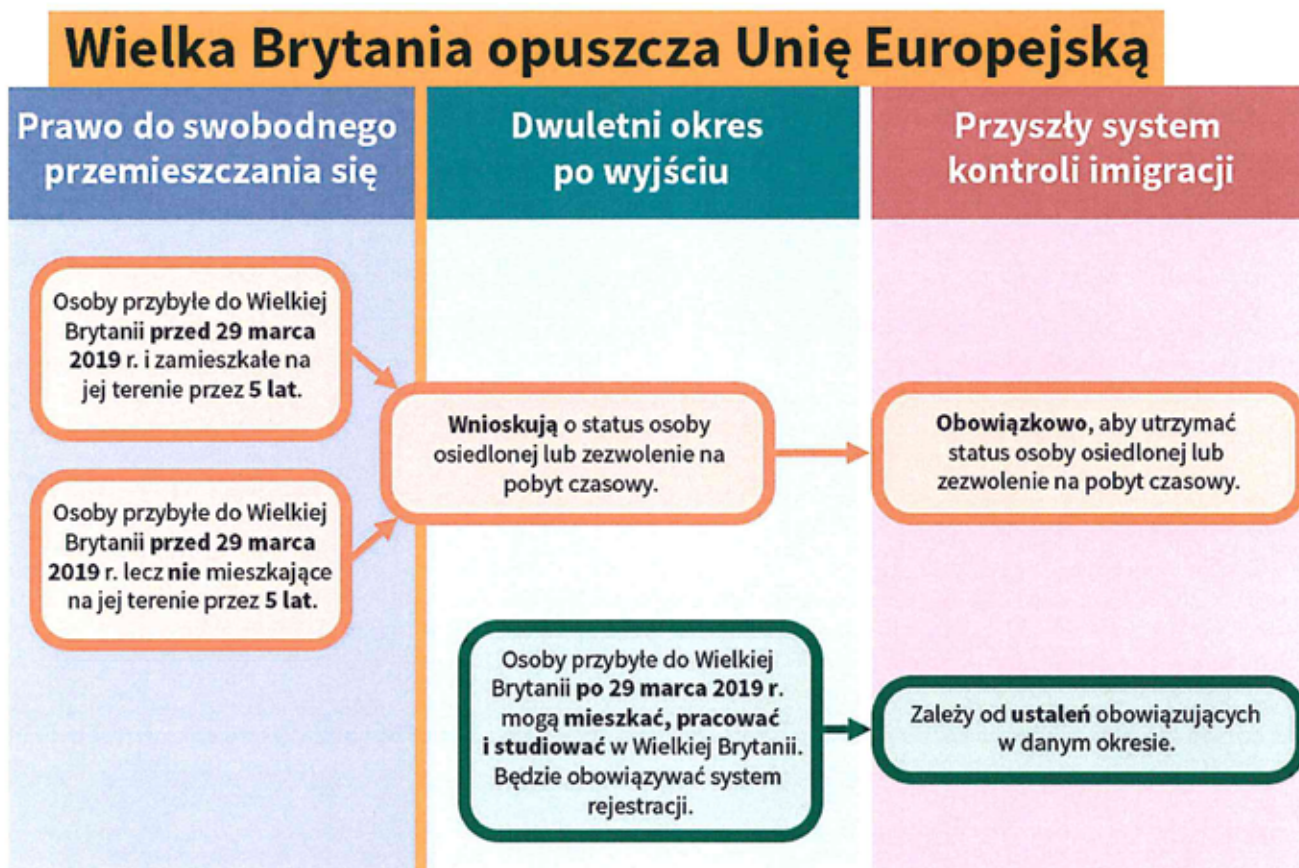 Wielka Brytania opuszcza Unię Europejską
Prawo do swobodnego
przemieszczania się
Dwuletni okres
po wyjściu
Przyszły system
kontroli imigracji
Osoby przybyłe do Wielkiej
Brytanii przed 29 marca
2019 r. i zamieszkałe na
jej terenie przez 5 lat.
Osoby przybyłe do Wielkiej
Brytanii przed 29 marca
2019 r. lecz nie mieszkające
na jej terenie przez 5 lat.
Wnioskują o status osoby
osiedlonej lub zezwolenie na
pobyt czasowy.
Obowiązkowo, aby utrzymać
status osoby osiedlonej lub
zezwolenie na pobyt czasowy.
Osoby przybyłe do Wielkiej
Brytanii po 29 marca 2019 r.
mogą mieszkać, pracować
i studiować w Wielkiej Brytanii.
Będzie obowiązywać system
rejestracji.
Zależy od ustaleń obowiązujących
w danym okresie.